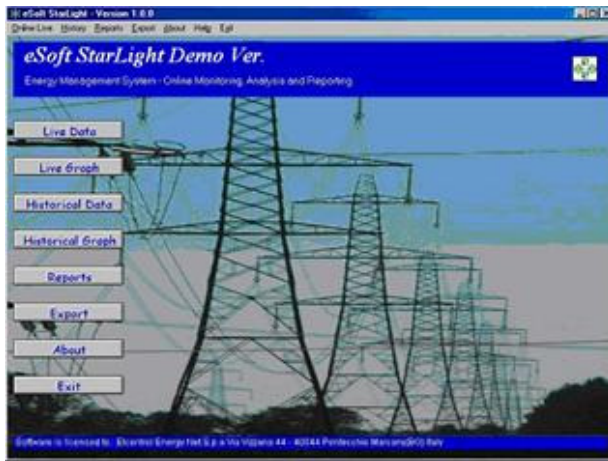 eSoft StarLight - Version 1.0.0
Online Live History Reports Export About Help Exit
eSoft StarLight Demo Ver.
Energy Management System - Online Monitoring, Analysis and Reporting
Live Data
Live Graph
Historical Data
Historical Graph
Reports
Export
About
Exit
Software is licensed to: Elcontrol Energy Net S.p.a Via Vizzano 44 - 40044 Pontecchio Marconi(BO) Italy